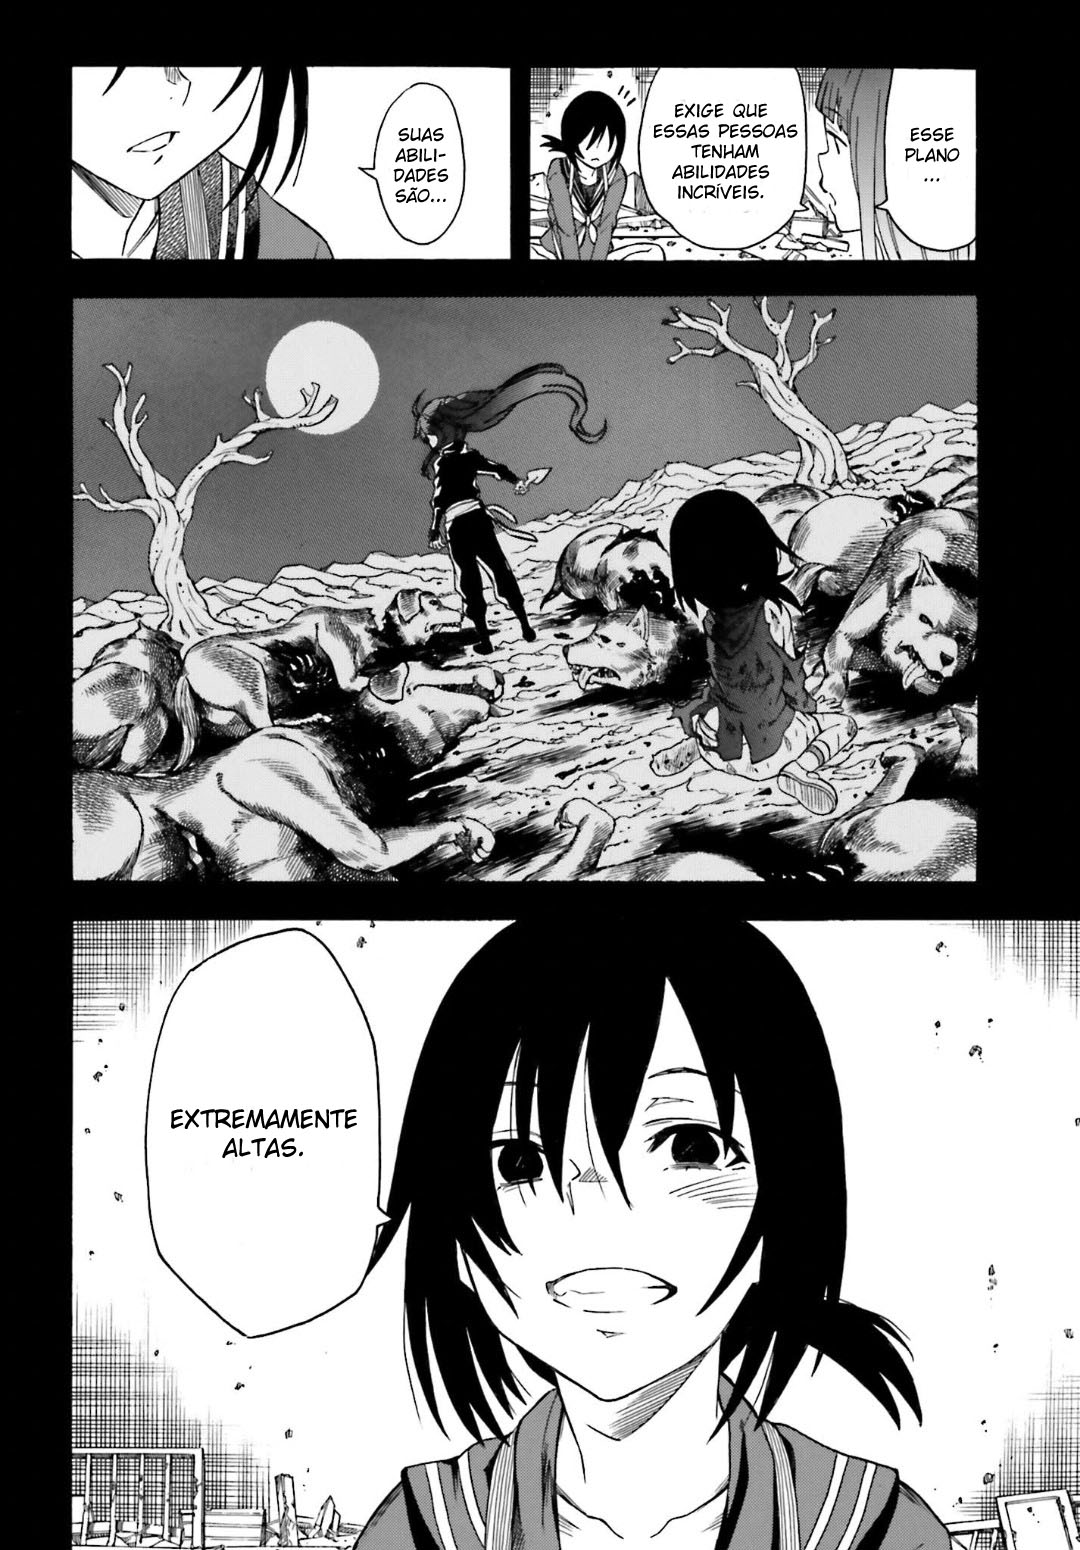 ESSE
PLANO
...
EXIGE QUE
ESSAS PESSOAS
TENHAM
ABILIDADES
INCRÍVEIS.
SUAS
ABILI-
DADES
SÃO...
EXTREMAMENTE
ALTAS.